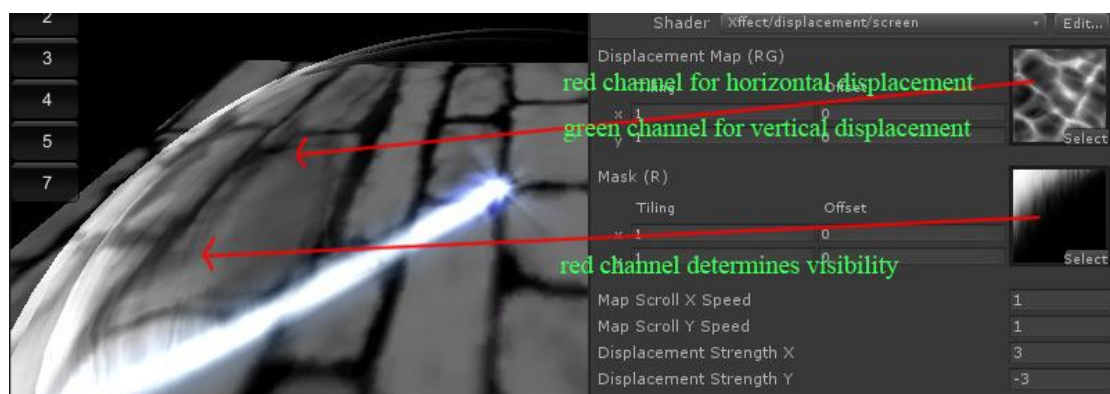 2
3
4
5
7
Shader Xffect/displacement/screen Edit...
Displacement Map (RG)
red channel for horizontal displacement
Tiling Offset
x 1 0
green channel for vertical displacement
y 1 0
Select
Mask (R)
Tiling Offset
x 1 0
1 0
Select
red channel determines visibility
Map Scroll X Speed 1
Map Scroll Y Speed 1
Displacement Strength X 3
Displacement Strength Y -3